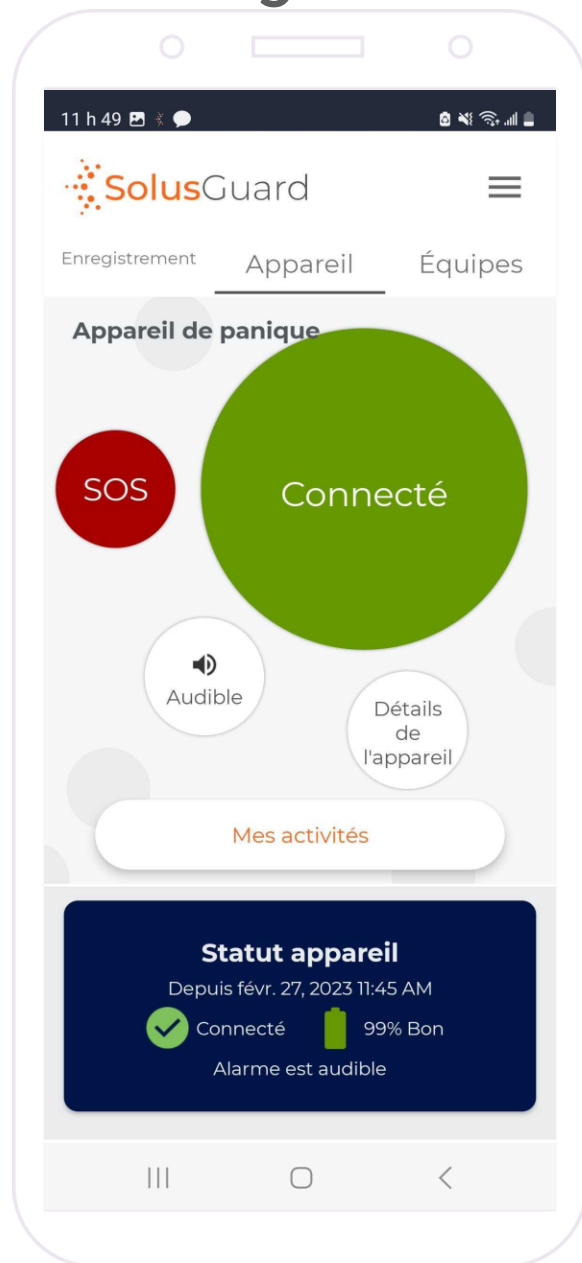 11 h 49
SolusGuard
Enregistrement Appareil Équipes
Appareil de panique
SOS
Connecté
Audible
Détails
de
l'appareil
Mes activités
Statut appareil
Depuis févr. 27, 2023 11:45 AM
Connecté 99% Bon
Alarme est audible